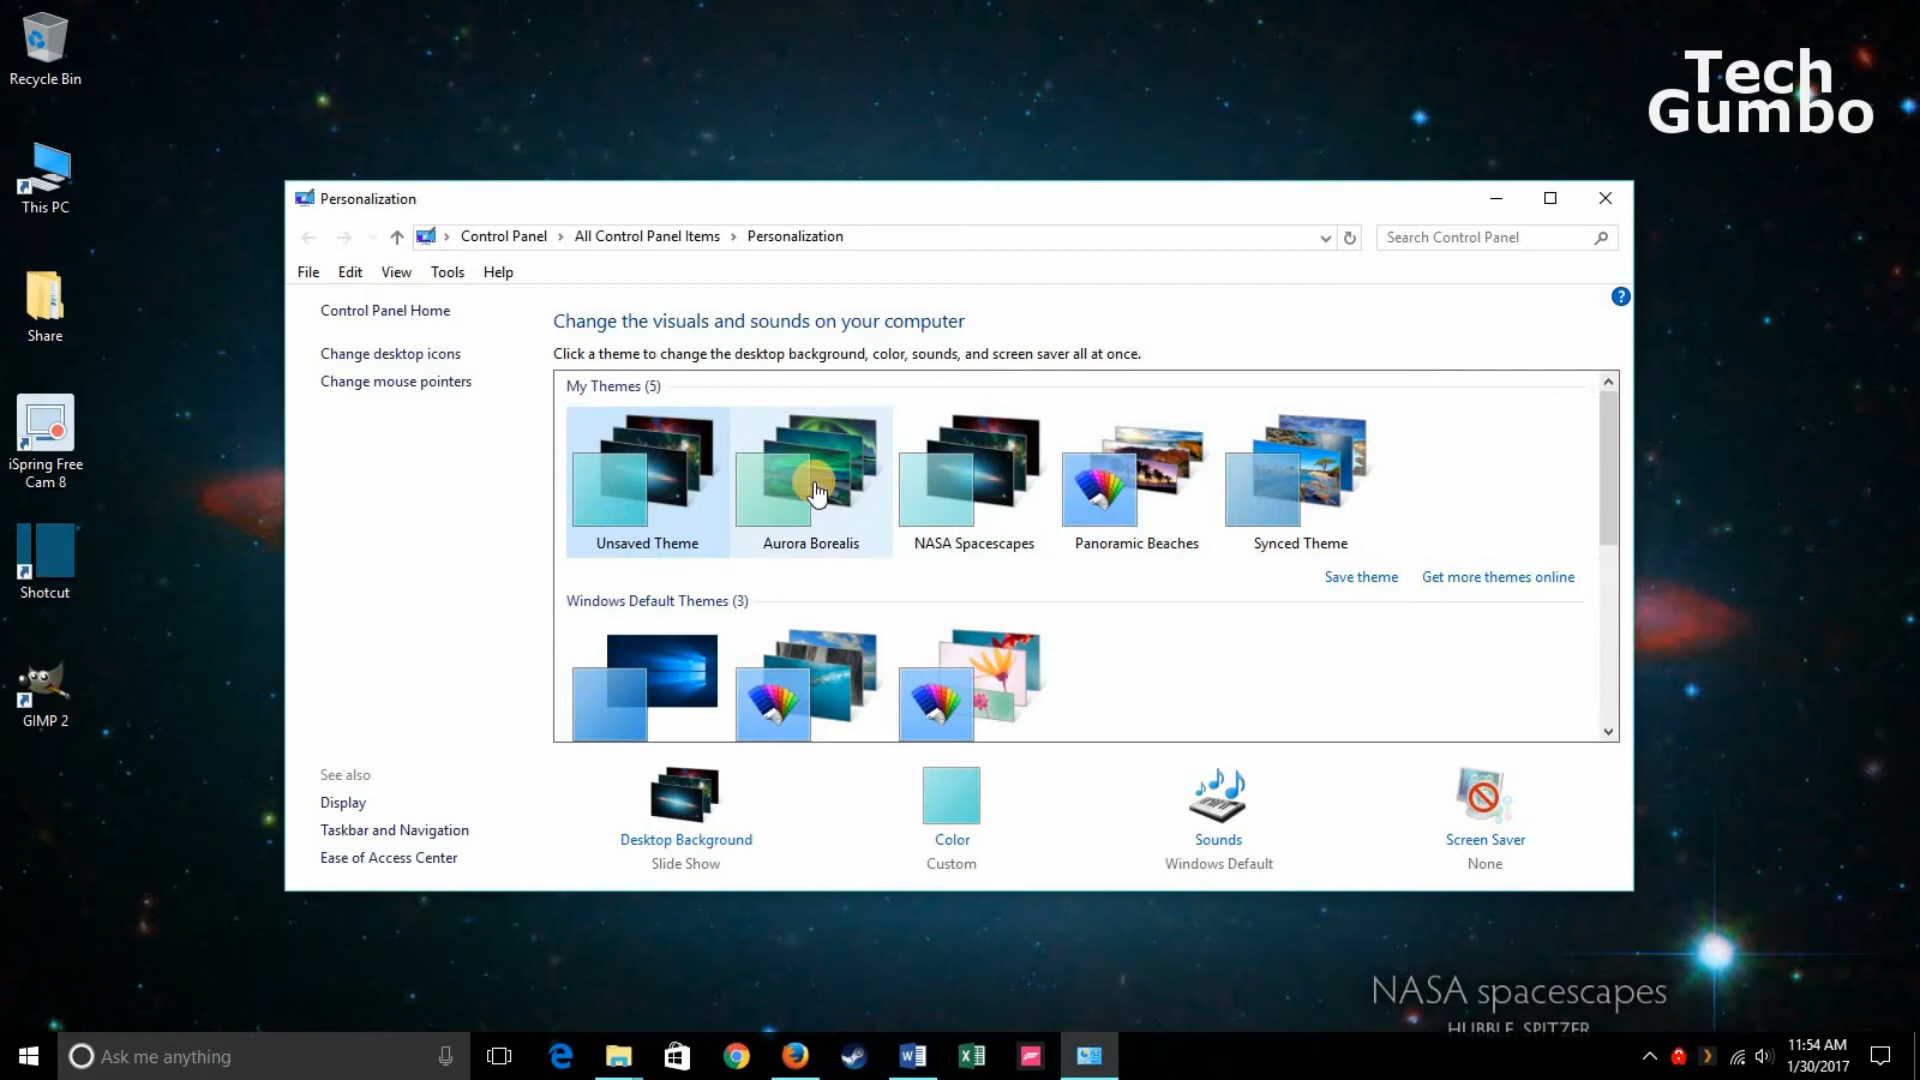 Recycle Bin
This PC
Share
iSpring Free
Cam 8
Shotcut
GIMP 2
Tech
Gumbo
Personalization
Control Panel > All Control Panel Items > Personalization
Search Control Panel
File Edit View Tools Help
Control Panel Home
Change desktop icons
Change mouse pointers
See also
Display
Taskbar and Navigation
Ease of Access Center
Change the visuals and sounds on your computer
Click a theme to change the desktop background, color, sounds, and screen saver all at once.
My Themes (5)
Unsaved Theme Aurora Borealis NASA Spacescapes Panoramic Beaches Synced Theme
Save theme Get more themes online
Windows Default Themes (3)
Desktop Background Color Sounds Screen Saver
Slide Show Custom Windows Default None
NASA spacescapes
HUBBLE, SPITZER
Ask me anything
11:54 AM
1/30/2017